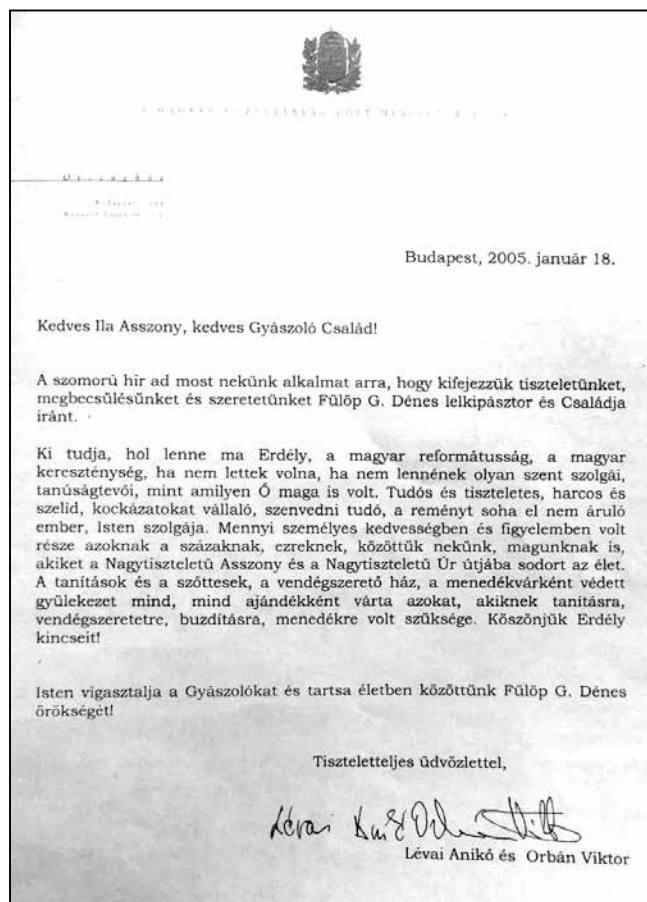 A MAGYAR KÖZTÁRSASÁG VOLT MINISZTERELNÖKE
Országház
Budapest, 2005. január 18.
Kedves Ila Asszony, kedves Gyászoló Család!
A szomorú hír ad most nekünk alkalmat arra, hogy kifejezzük tiszteletünket,
megbecsülésünket és szeretetünket Fülöp G. Dénes lelkipásztor és Családja
iránt.
Ki tudja, hol lenne ma Erdély, a magyar reformátusság, a magyar
kereszténység, ha nem lettek volna, ha nem lennének olyan szent szolgái,
tanúságtevői, mint amilyen Ő maga is volt. Tudós és tiszteletes, harcos és
szelíd, kockázatokat vállaló, szenvedni tudó, a reményt soha el nem áruló
ember, Isten szolgája. Mennyi személyes kedvességben és figyelemben volt
része azoknak a százaknak, ezreknek, közöttük nekünk, magunknak is,
akiket a Nagytiszteletű Asszony és a Nagytiszteletű Úr útjába sodort az élet.
A tanítások és a szőttesek, a vendégszerető ház, a menedékvárként védett
gyülekezet mind, mind ajándékként várta azokat, akiknek tanításra,
vendégszeretetre, buzdításra, menedékre volt szüksége. Köszönjük Erdély
kincseit!
Isten vigasztalja a Gyászolókat és tartsa életben közöttünk Fülöp G. Dénes
örökségét!
Tiszteletteljes üdvözlettel,
Lévai Anikó és Orbán Viktor